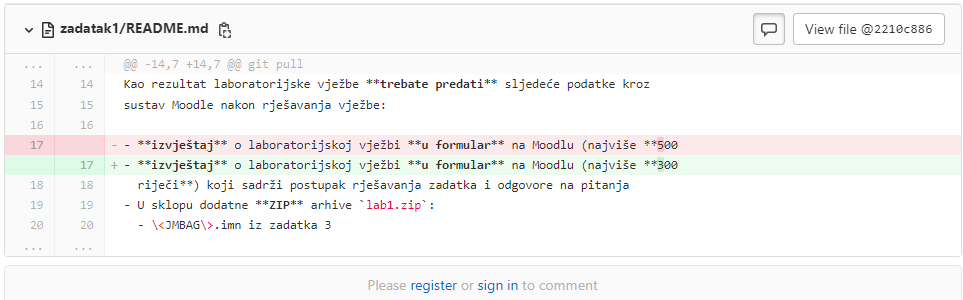 zadatak1/README.md View file @2210c886
... ... @@ -14,7 +14,7 @@ git pull
14 14 Kao rezultat laboratorijske vježbe **trebate predati** sljedeće podatke kroz
15 15 sustav Moodle nakon rješavanja vježbe:
16 16
17 - - **izvještaj** o laboratorijskoj vježbi **u formular** na Moodlu (najviše **500
17 + - **izvještaj** o laboratorijskoj vježbi **u formular** na Moodlu (najviše **300
18 18 riječi**) koji sadrži postupak rješavanja zadatka i odgovore na pitanja
19 19 - U sklopu dodatne **ZIP** arhive `lab1.zip`:
20 20 - \<JMBAG\>.imn iz zadatka 3
... ...
Please register or sign in to comment